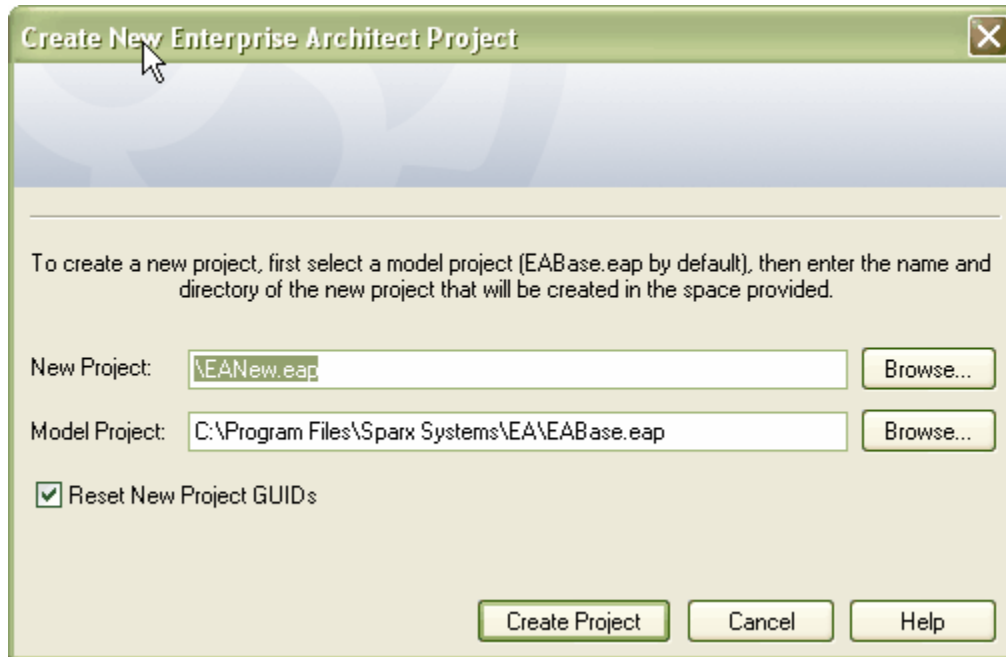 Create New Enterprise Architect Project
To create a new project, first select a model project (EABase.eap by default), then enter the name and
directory of the new project that will be created in the space provided.
New Project: \EANew.eap Browse...
Model Project: C:\Program Files\Sparx Systems\EA\EABase.eap Browse...
Reset New Project GUIDs
Create Project Cancel Help